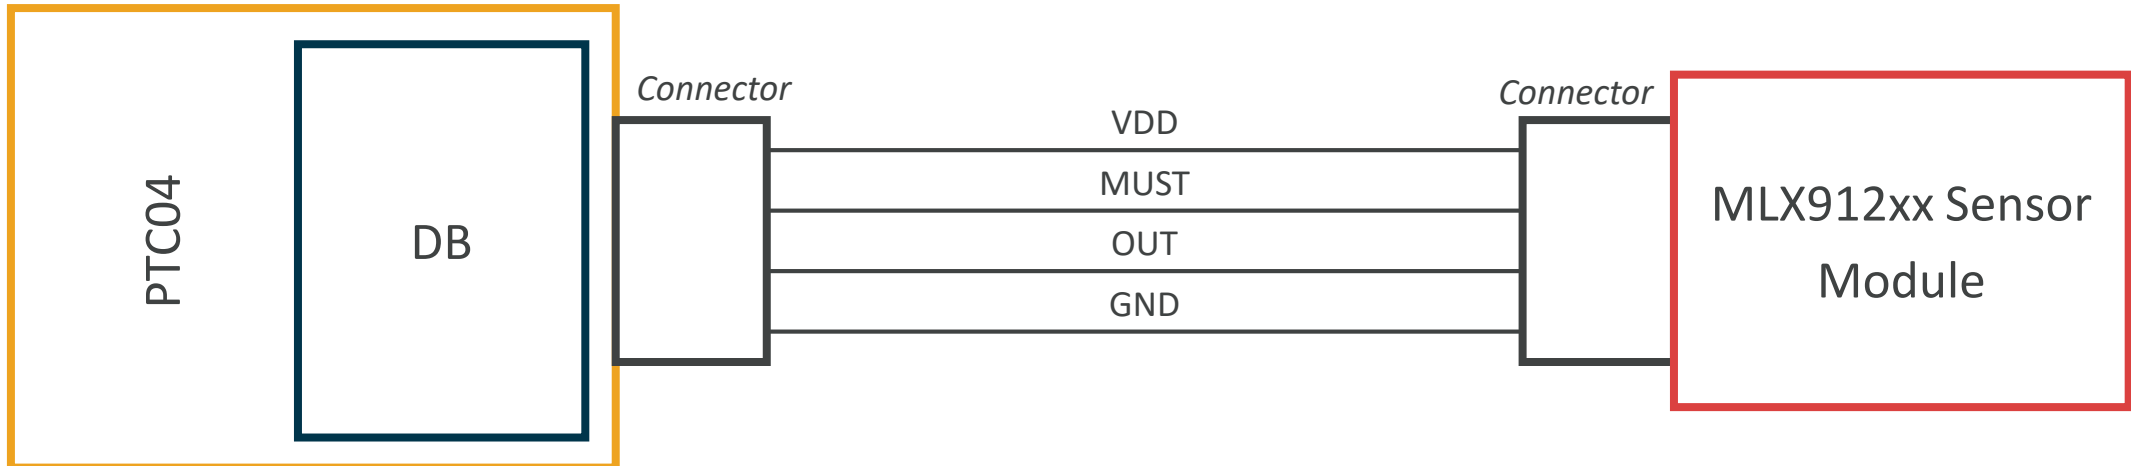 PTC04
DB
Connector
VDD
MUST
OUT
GND
Connector
MLX912xx Sensor
Module